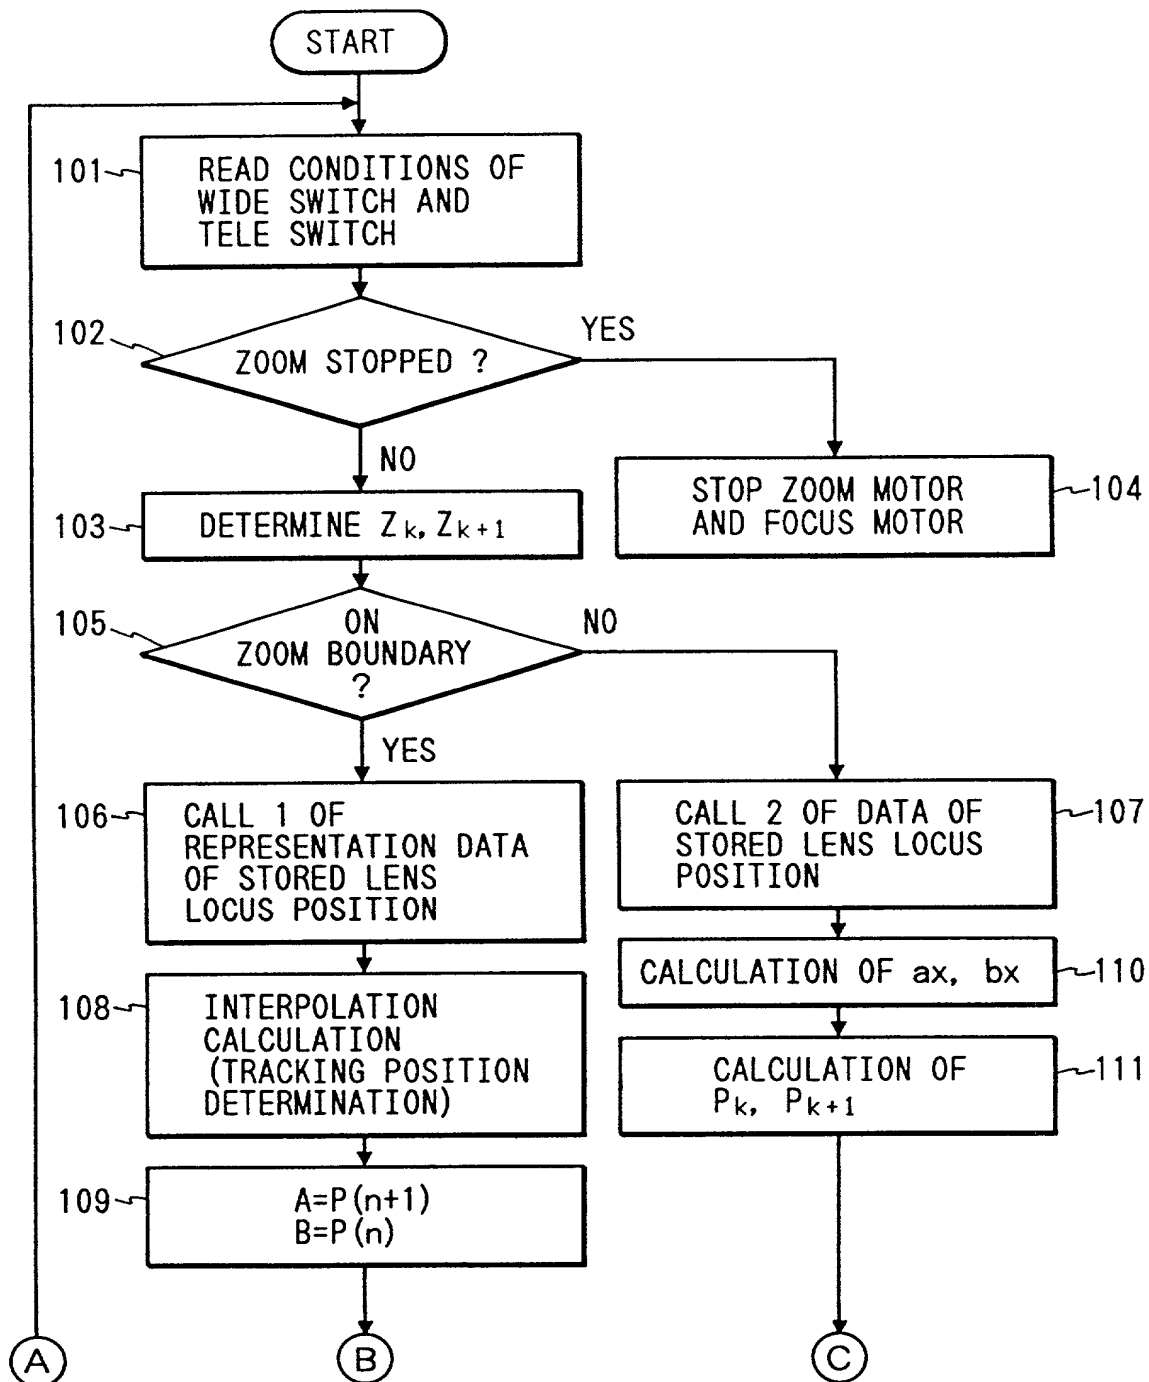 START
101
READ CONDITIONS OF
WIDE SWITCH AND
TELE SWITCH
102
ZOOM STOPPED ?
YES
NO
103
DETERMINE Zk, Zk+1
STOP ZOOM MOTOR
AND FOCUS MOTOR
104
105
ON
ZOOM BOUNDARY
?
NO
YES
106
CALL 1 OF
REPRESENTATION DATA
OF STORED LENS
LOCUS POSITION
CALL 2 OF DATA OF
STORED LENS LOCUS
POSITION
107
108
INTERPOLATION
CALCULATION
(TRACKING POSITION
DETERMINATION)
CALCULATION OF ax, bx
110
CALCULATION OF
Pk, Pk+1
111
109
A=P(n+1)
B=P(n)
A
B
C